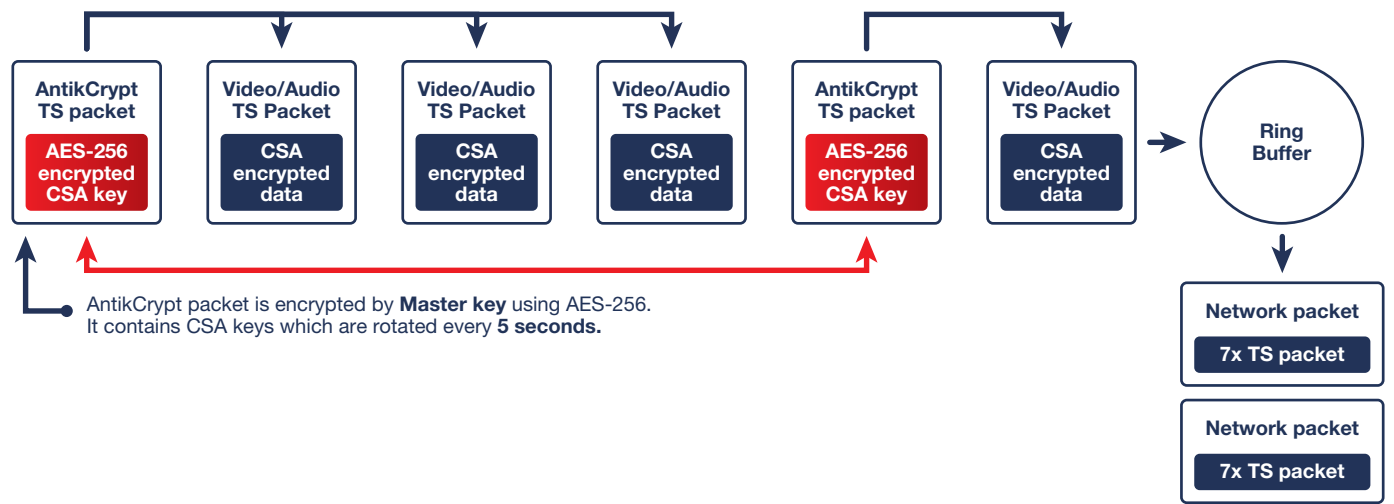 AntikCrypt
TS packet
AES-256
encrypted
CSA key
Video/Audio
TS Packet
CSA
encrypted
data
Video/Audio
TS Packet
CSA
encrypted
data
Video/Audio
TS Packet
CSA
encrypted
data
AntikCrypt
TS packet
AES-256
encrypted
CSA key
Video/Audio
TS Packet
CSA
encrypted
data
Ring
Buffer
AntikCrypt packet is encrypted by Master key using AES-256.
It contains CSA keys which are rotated every 5 seconds.
Network packet
7x TS packet
Network packet
7x TS packet